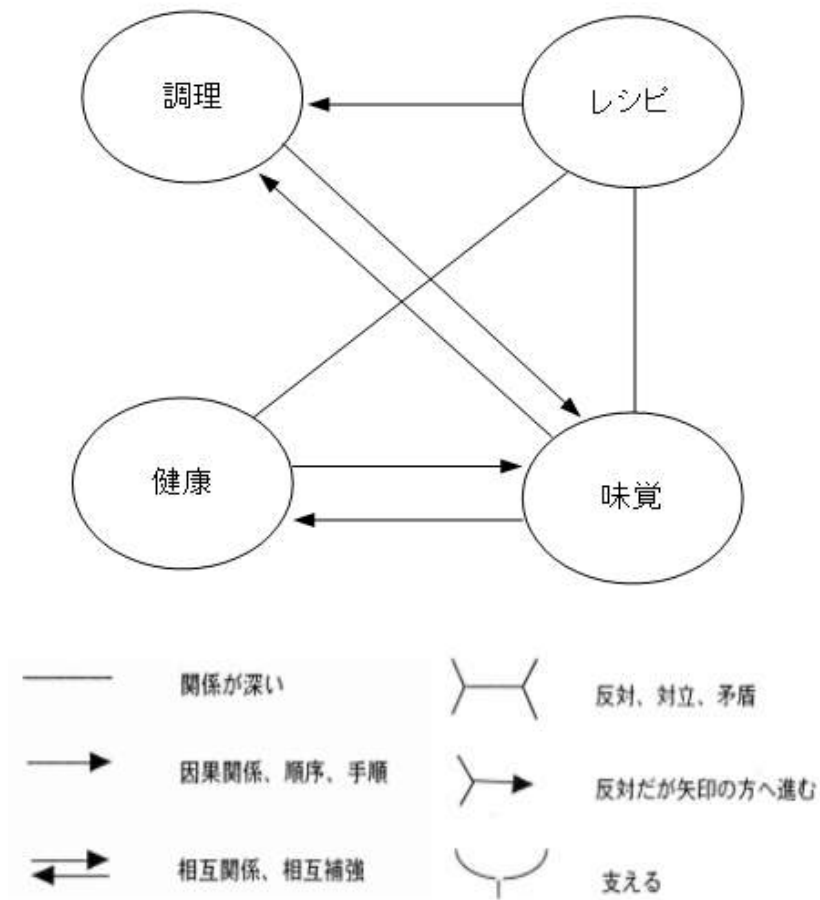 調理
レシピ
健康
味覚
関係が深い
反対、対立、矛盾
因果関係、順序、手順
反対だが矢印の方へ進む
相互関係、相互補強
支える